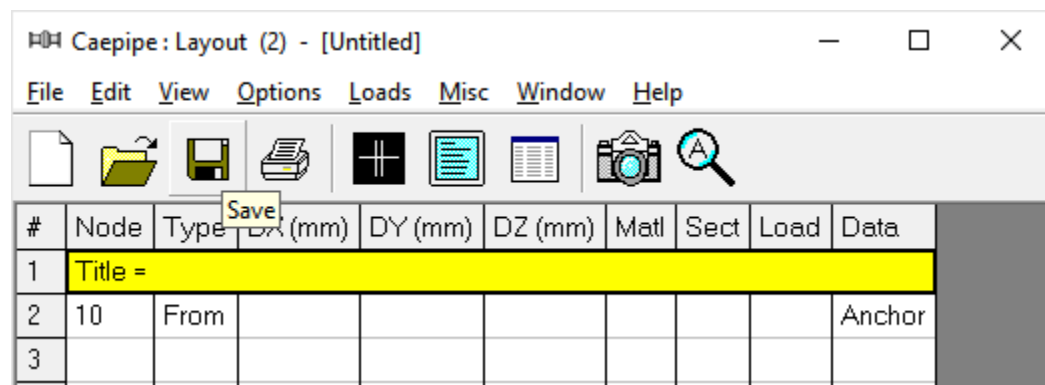 Caepipe : Layout (2) - [Untitled]
File Edit View Options Loads Misc Window Help
A
Save
# Node Type DX (mm) DY (mm) DZ (mm) Matl Sect Load Data
1 Title =
2 10 From Anchor
3